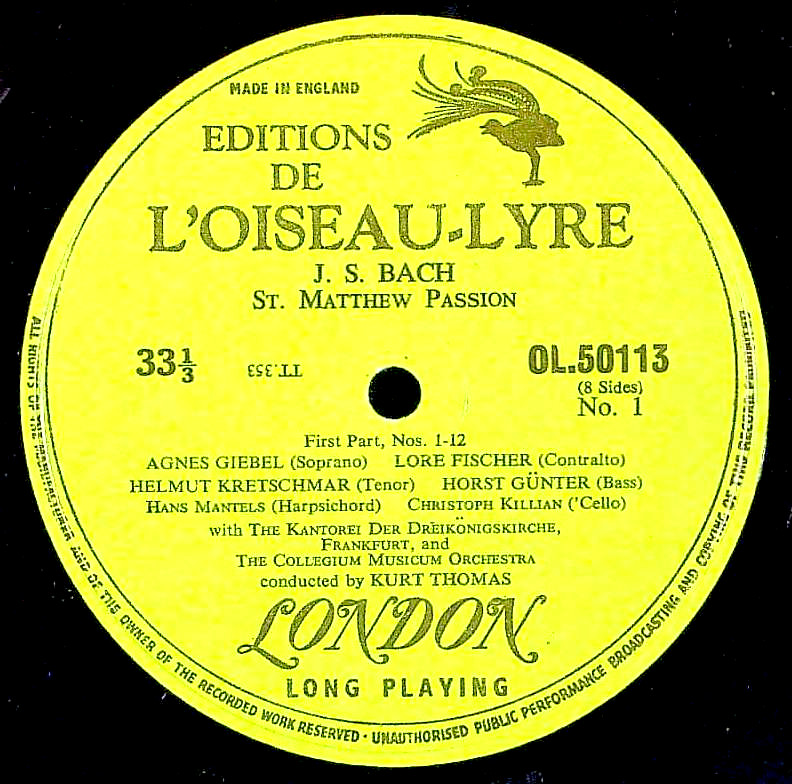 MADE IN ENGLAND
EDITIONS
DE
L'OISEAU-LYRE
J. S. BACH
ST. MATTHEW PASSION
33⅓
TT.353
OL.50113
(8 Sides)
No. 1
First Part, Nos. 1-12
AGNES GIEBEL (Soprano) LORE FISCHER (Contralto)
HELMUT KRETSCHMAR (Tenor) HORST GÜNTER (Bass)
HANS MANTELS (Harpsichord) CHRISTOPH KILLIAN ('Cello)
with THE KANTOREI DER DREIKÖNIGSKIRCHE,
FRANKFURT, and
THE COLLEGIUM MUSICUM ORCHESTRA
conducted by KURT THOMAS
LONDON
LONG PLAYING
ALL RIGHTS OF THE MANUFACTURER AND OF THE OWNER OF THE RECORDED WORK RESERVED · UNAUTHORISED PUBLIC PERFORMANCE BROADCASTING AND COPYING OF THIS RECORD PROHIBITED